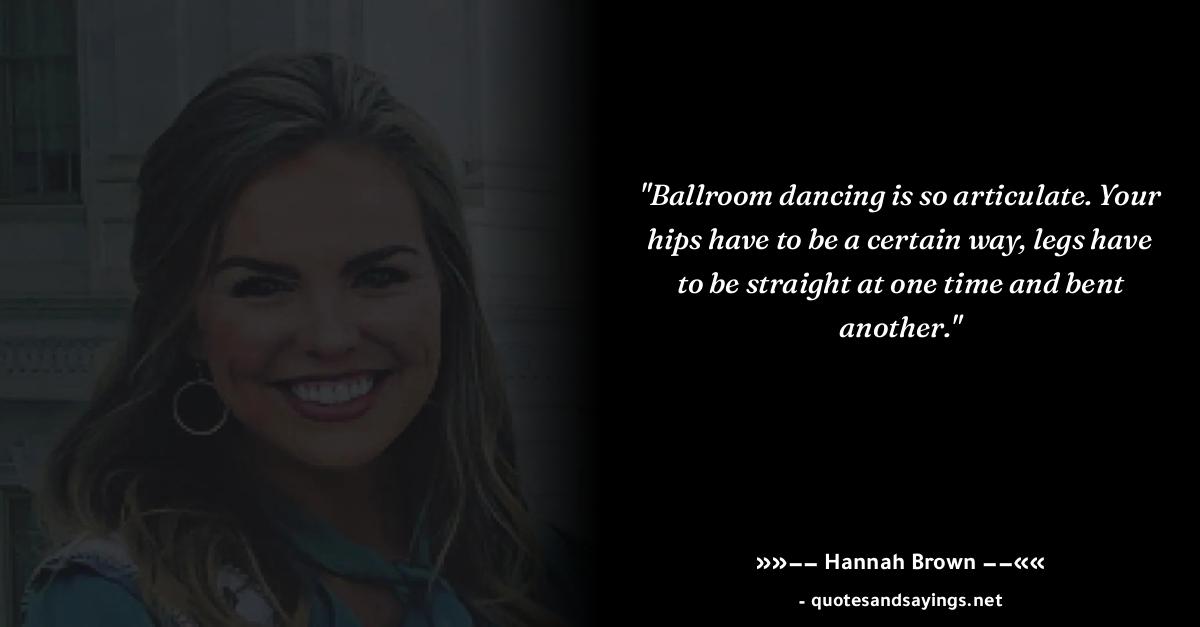 "Ballroom dancing is so articulate. Your
hips have to be a certain way, legs have
to be straight at one time and bent
another."
»»–– Hannah Brown ––««
- quotesandsayings.net